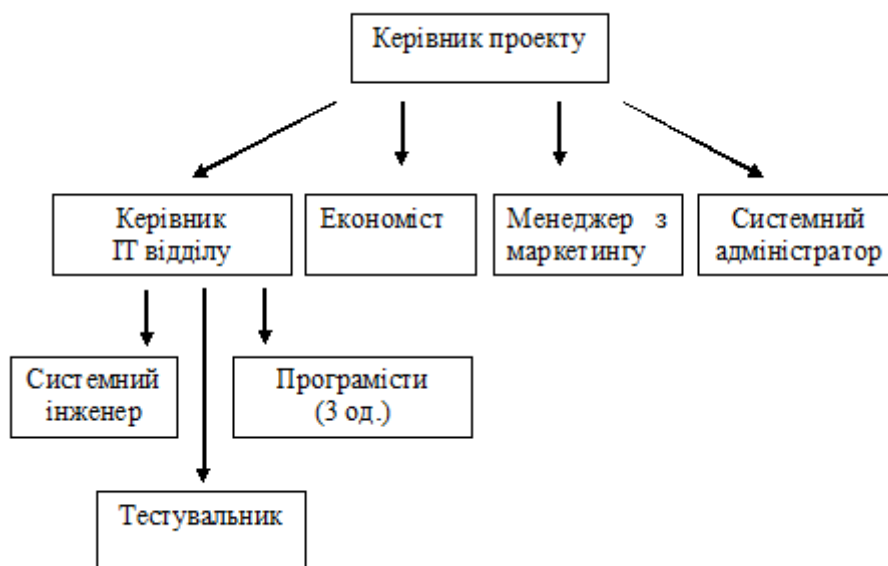 Керівник проекту
Керівник
ІТ відділу
Економіст
Менеджер з
маркетингу
Системний
адміністратор
Системний
інженер
Програмісти
(3 од.)
Тестувальник